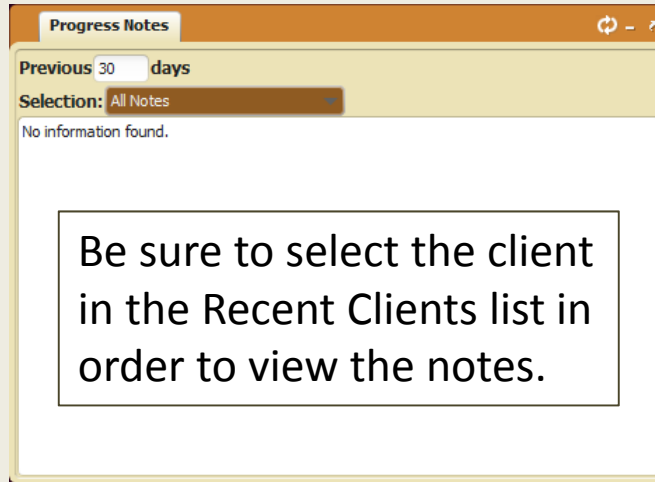 Progress Notes
Previous 30 days
Selection: All Notes
No information found.
Be sure to select the client
in the Recent Clients list in
order to view the notes.